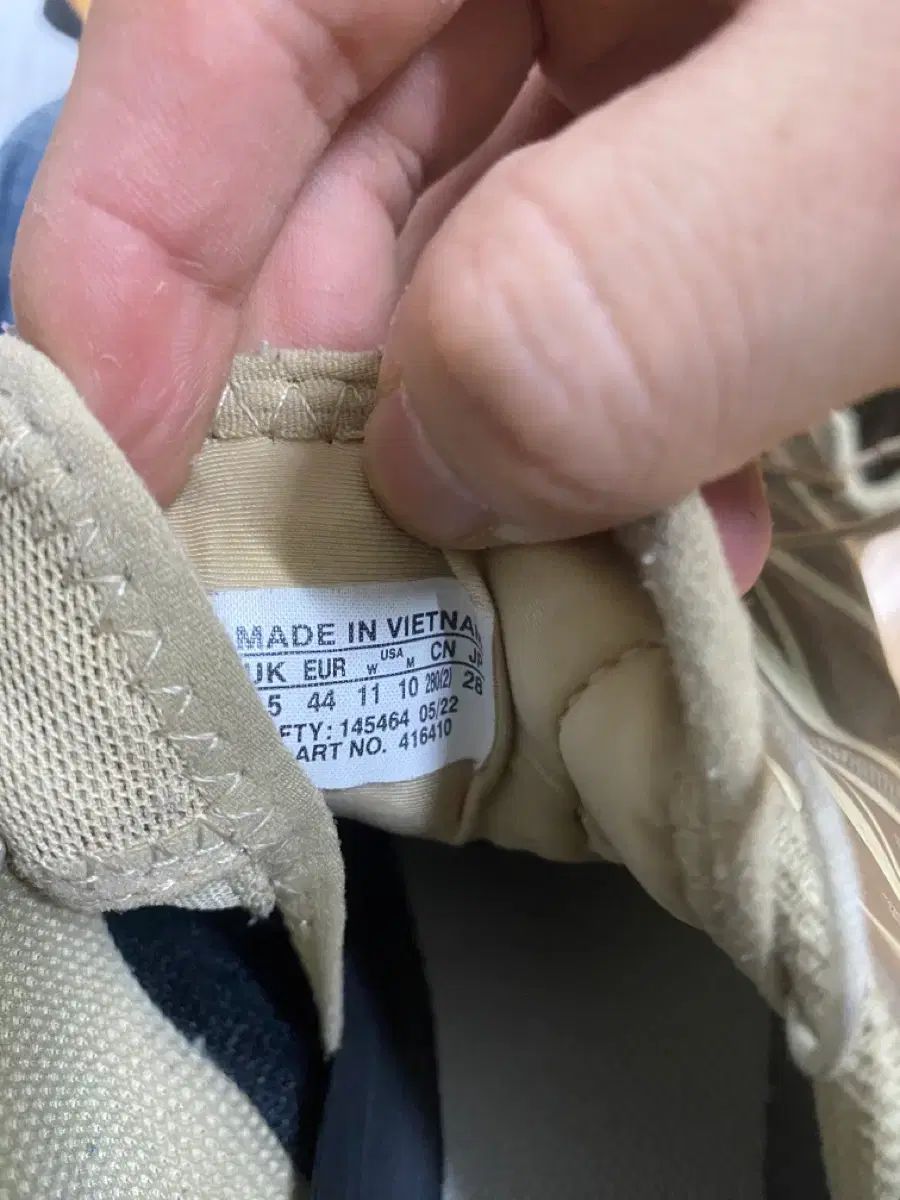 MADE IN VIETNA
UK EUR W USA M CN JP
5 44 11 10 280(2) 28
FTY: 145464 05/22
ART NO. 416410